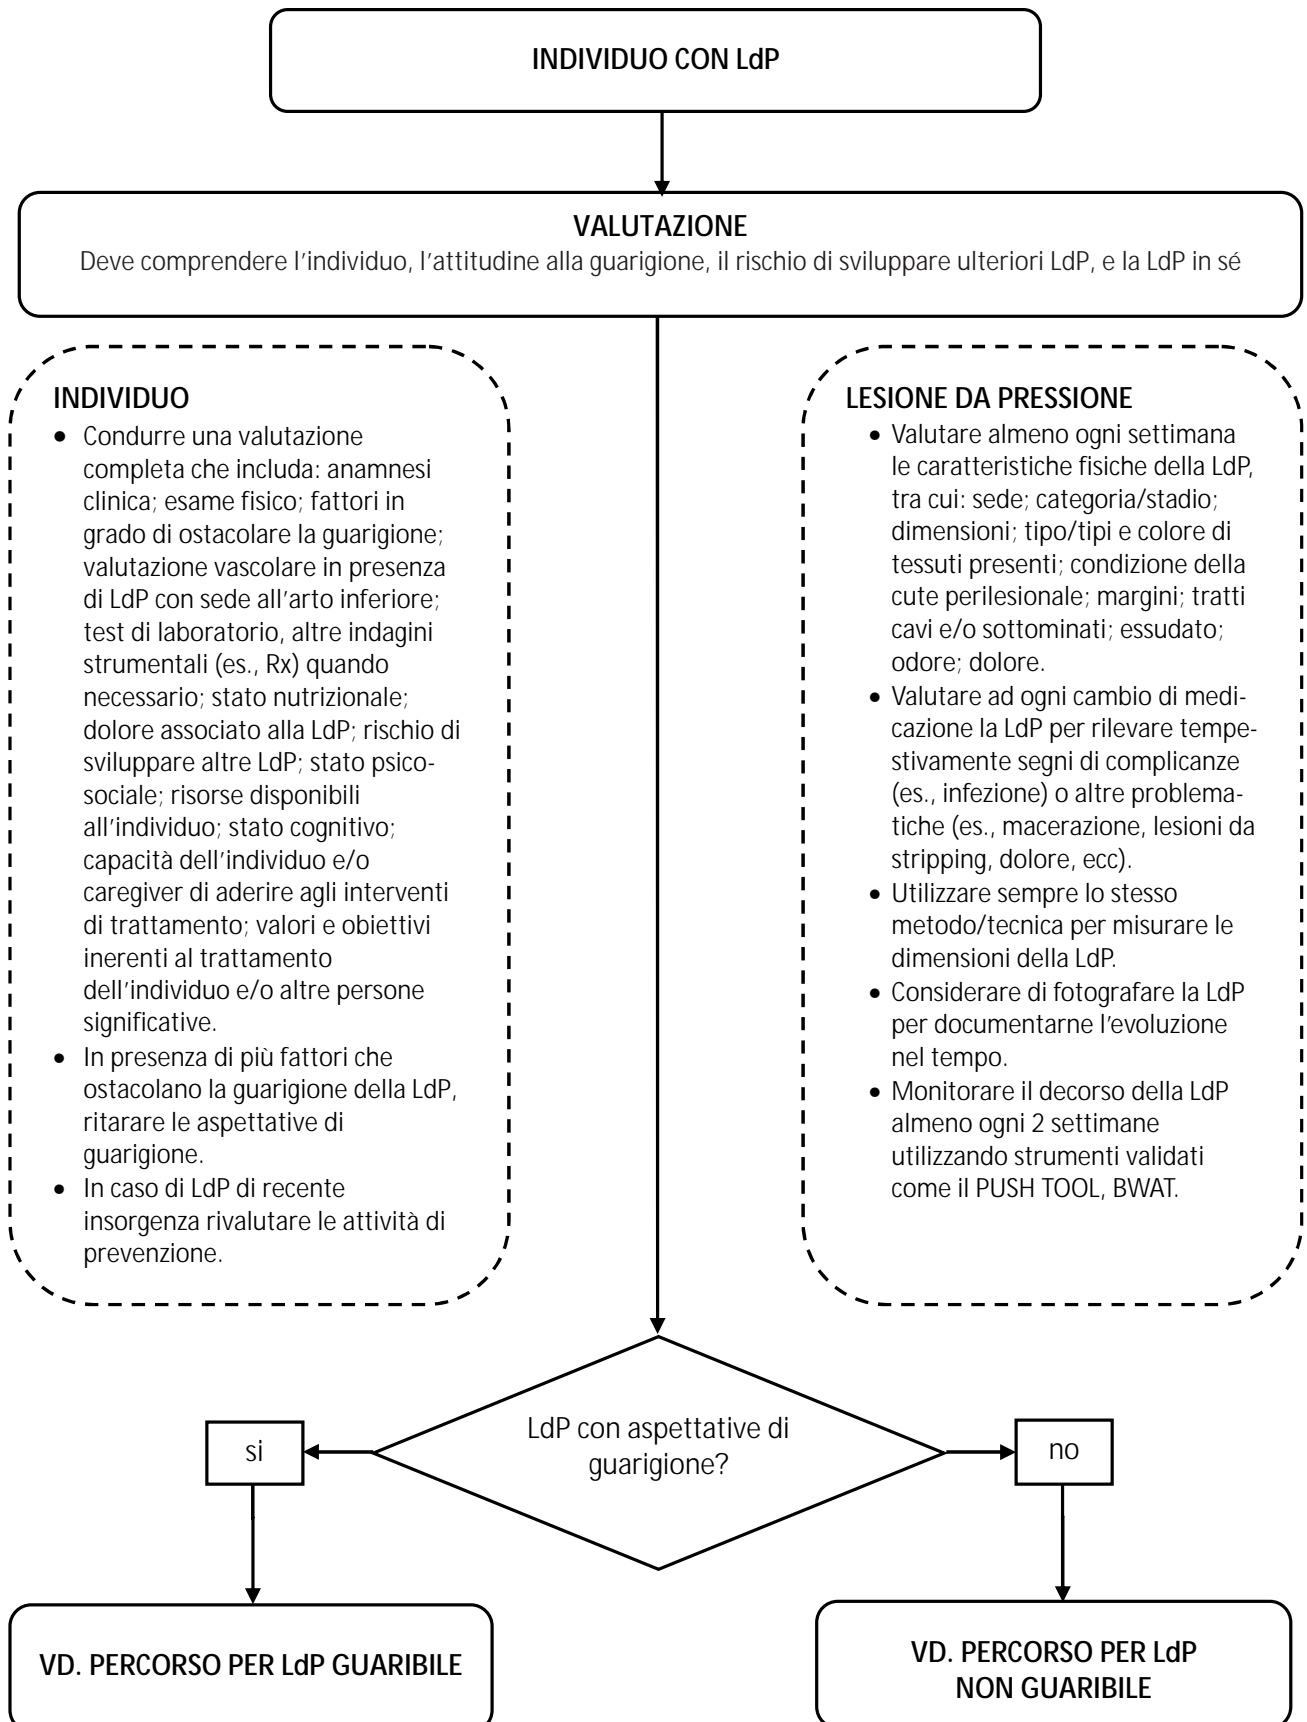 INDIVIDUO CON LdP
VALUTAZIONE
Deve comprendere l'individuo, l'attitudine alla guarigione, il rischio di sviluppare ulteriori LdP, e la LdP in sé
INDIVIDUO
• Condurre una valutazione
completa che includa: anamnesi
clinica; esame fisico; fattori in
grado di ostacolare la guarigione;
valutazione vascolare in presenza
di LdP con sede all'arto inferiore;
test di laboratorio, altre indagini
strumentali (es., Rx) quando
necessario; stato nutrizionale;
dolore associato alla LdP; rischio di
sviluppare altre LdP; stato psico-
sociale; risorse disponibili
all'individuo; stato cognitivo;
capacità dell'individuo e/o
caregiver di aderire agli interventi
di trattamento; valori e obiettivi
inerenti al trattamento
dell'individuo e/o altre persone
significative.
• In presenza di più fattori che
ostacolano la guarigione della LdP,
ritarare le aspettative di
guarigione.
• In caso di LdP di recente
insorgenza rivalutare le attività di
prevenzione.
LESIONE DA PRESSIONE
• Valutare almeno ogni settimana
le caratteristiche fisiche della LdP,
tra cui: sede; categoria/stadio;
dimensioni; tipo/tipi e colore di
tessuti presenti; condizione della
cute perilesionale; margini; tratti
cavi e/o sottominati; essudato;
odore; dolore.
• Valutare ad ogni cambio di medi-
cazione la LdP per rilevare tempe-
stivamente segni di complicanze
(es., infezione) o altre problema-
tiche (es., macerazione, lesioni da
stripping, dolore, ecc).
• Utilizzare sempre lo stesso
metodo/tecnica per misurare le
dimensioni della LdP.
• Considerare di fotografare la LdP
per documentarne l'evoluzione
nel tempo.
• Monitorare il decorso della LdP
almeno ogni 2 settimane
utilizzando strumenti validati
come il PUSH TOOL, BWAT.
LdP con aspettative di
guarigione?
si
no
VD. PERCORSO PER LdP GUARIBILE
VD. PERCORSO PER LdP
NON GUARIBILE